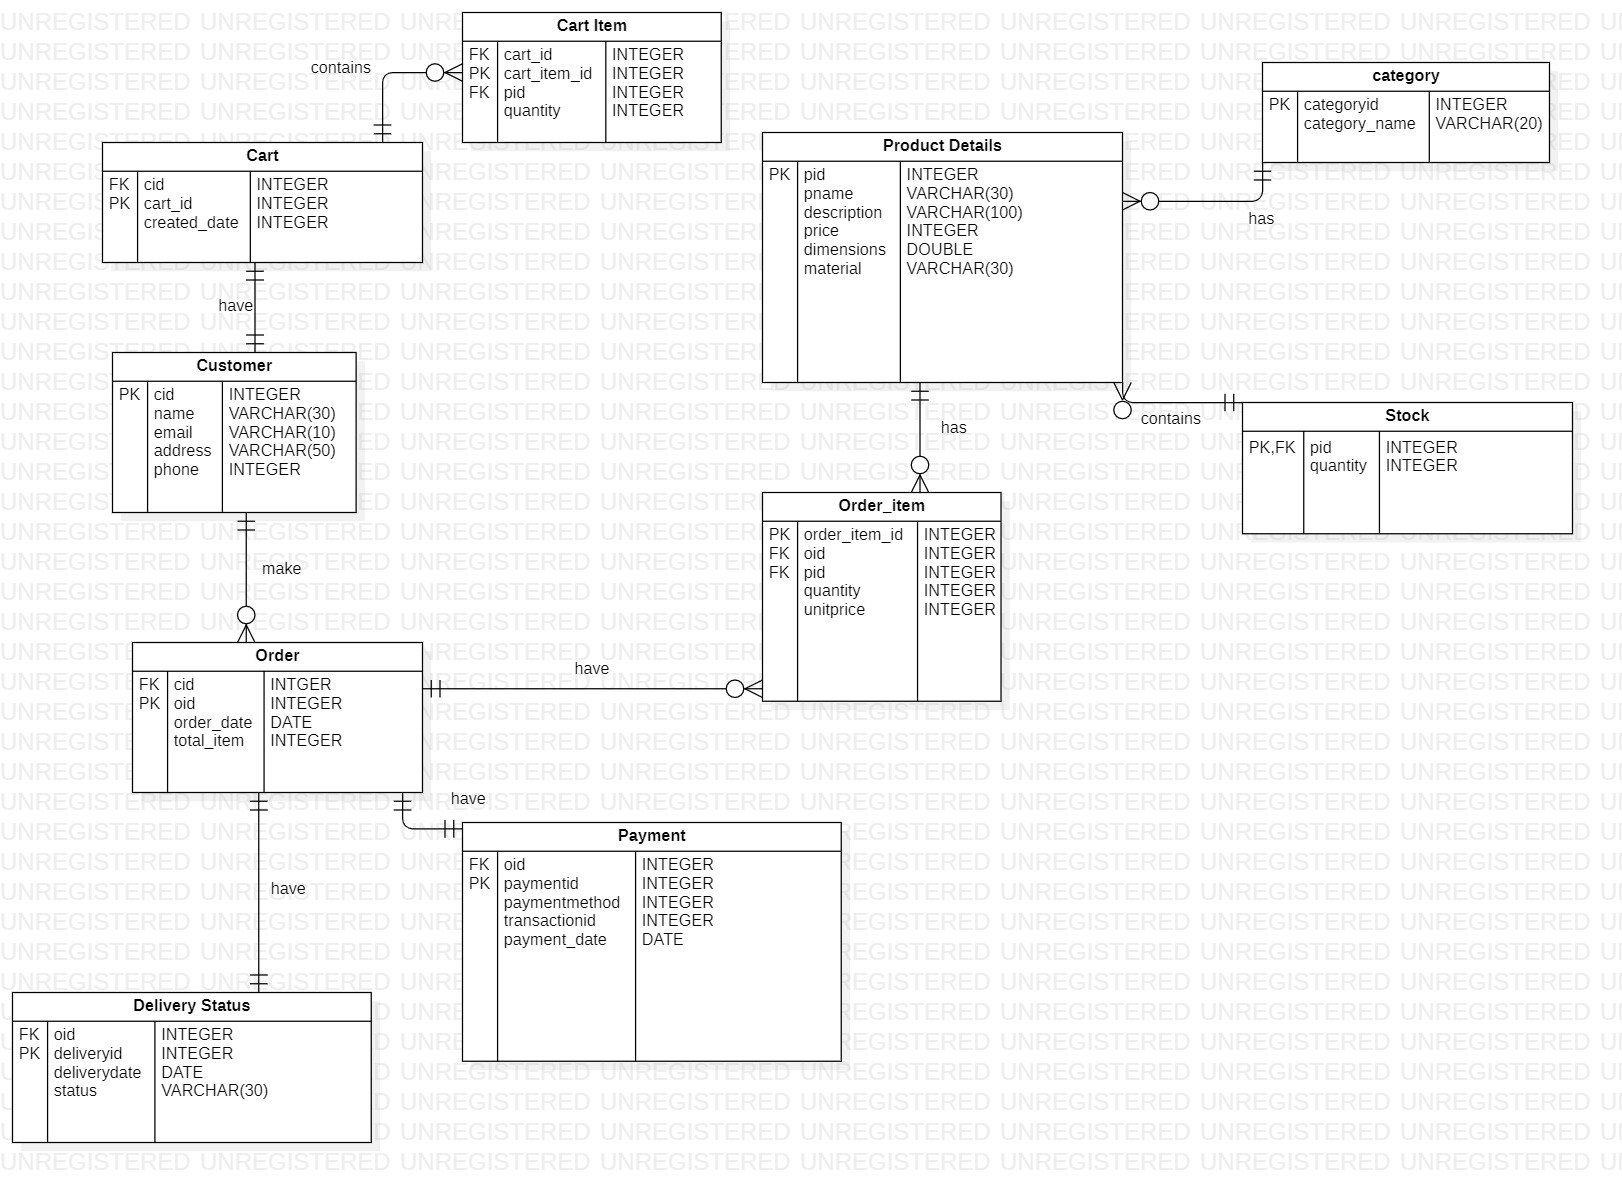 Cart Item
FK cart_id INTEGER
PK cart_item_id INTEGER
FK pid INTEGER
quantity INTEGER
contains
category
PK categoryid INTEGER
category_name VARCHAR(20)
Cart
FK cid INTEGER
PK cart_id INTEGER
created_date INTEGER
Product Details
PK pid INTEGER
pname VARCHAR(30)
description VARCHAR(100)
price INTEGER
dimensions DOUBLE
material VARCHAR(30)
has
have
Customer
PK cid INTEGER
name VARCHAR(30)
email VARCHAR(10)
address VARCHAR(50)
phone INTEGER
has
contains
Stock
PK,FK pid INTEGER
quantity INTEGER
make
Order_item
PK order_item_id INTEGER
FK oid INTEGER
FK pid INTEGER
quantity INTEGER
unitprice INTEGER
Order
FK cid INTGER
PK oid INTEGER
order_date DATE
total_item INTEGER
have
have
Payment
FK oid INTEGER
PK paymentid INTEGER
paymentmethod INTEGER
transactionid INTEGER
payment_date DATE
have
Delivery Status
FK oid INTEGER
PK deliveryid INTEGER
deliverydate DATE
status VARCHAR(30)
UNREGISTERED